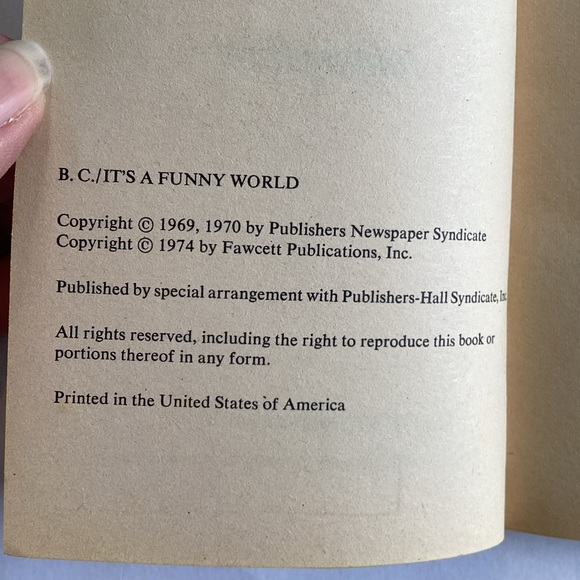 B. C./IT'S A FUNNY WORLD
Copyright © 1969, 1970 by Publishers Newspaper Syndicate
Copyright © 1974 by Fawcett Publications, Inc.
Published by special arrangement with Publishers-Hall Syndicate, Inc.
All rights reserved, including the right to reproduce this book or
portions thereof in any form.
Printed in the United States of America